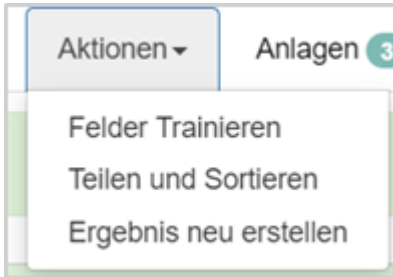 Aktionen Anlagen 3
Felder Trainieren
Teilen und Sortieren
Ergebnis neu erstellen